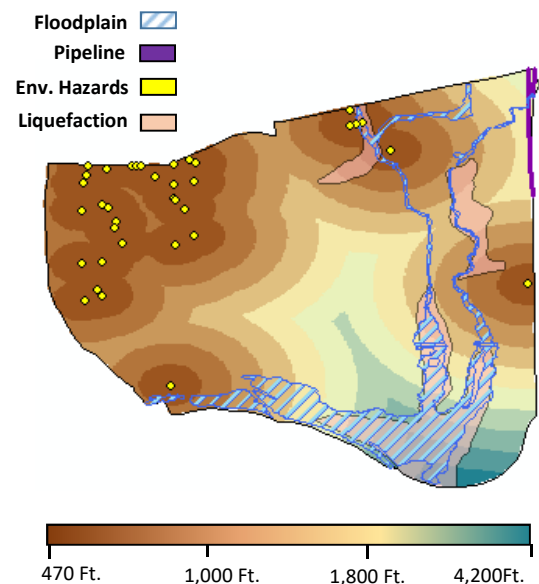 Floodplain
Pipeline
Env. Hazards
Liquefaction
470 Ft.
1,000 Ft.
1,800 Ft.
4,200Ft.